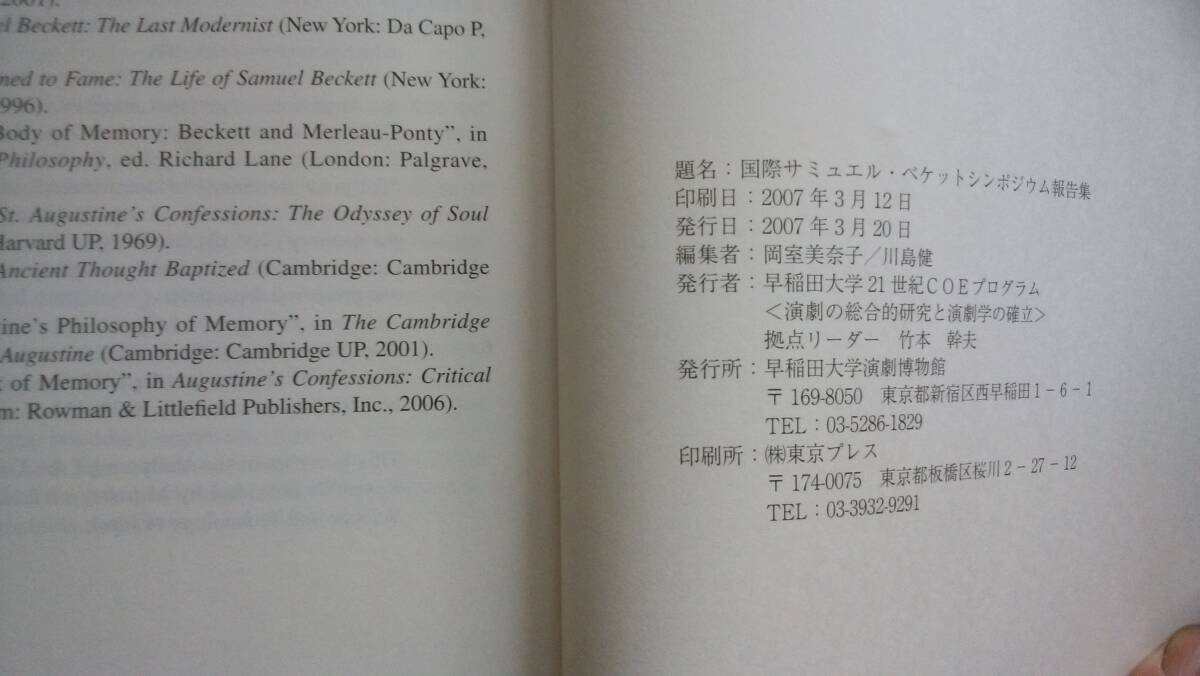 2001).
el Beckett: The Last Modernist (New York: Da Capo P,
ned to Fame: The Life of Samuel Beckett (New York:
1996).
Body of Memory: Beckett and Merleau-Ponty”, in
Philosophy, ed. Richard Lane (London: Palgrave,
St. Augustine’s Confessions: The Odyssey of Soul
Harvard UP, 1969).
Ancient Thought Baptized (Cambridge: Cambridge
tine’s Philosophy of Memory”, in The Cambridge
Augustine (Cambridge: Cambridge UP, 2001).
of Memory”, in Augustine’s Confessions: Critical
m: Rowman & Littlefield Publishers, Inc., 2006).
題名：国際サミュエル・ベケットシンポジウム報告集
印刷日：2007年3月12日
発行日：2007年3月20日
編集者：岡室美奈子／川島健
発行者：早稲田大学21世紀COEプログラム
＜演劇の総合的研究と演劇学の確立＞
拠点リーダー 竹本 幹夫
発行所：早稲田大学演劇博物館
〒169-8050 東京都新宿区西早稲田1－6－1
TEL：03-5286-1829
印刷所：㈱東京プレス
〒174-0075 東京都板橋区桜川2－27－12
TEL：03-3932-9291